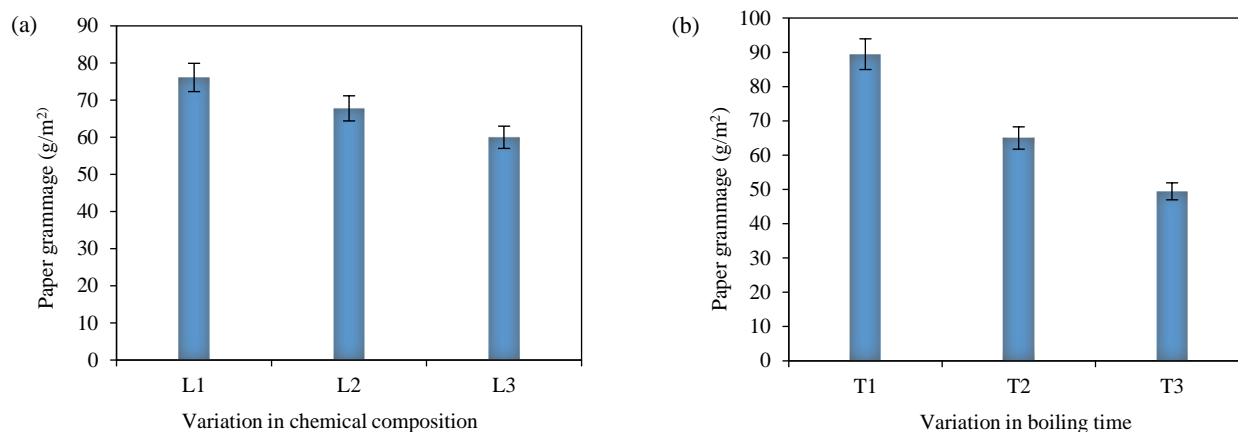 (a)
Paper grammage (g/m²)
90
80
70
60
50
40
30
20
10
0
L1 L2 L3
Variation in chemical composition
(b)
Paper grammage (g/m²)
100
90
80
70
60
50
40
30
20
10
0
T1 T2 T3
Variation in boiling time